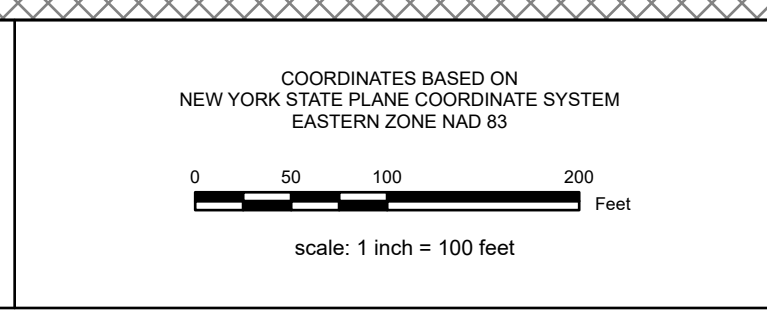 COORDINATES BASED ON
NEW YORK STATE PLANE COORDINATE SYSTEM
EASTERN ZONE NAD 83
0 50 100 200
Feet
scale: 1 inch = 100 feet